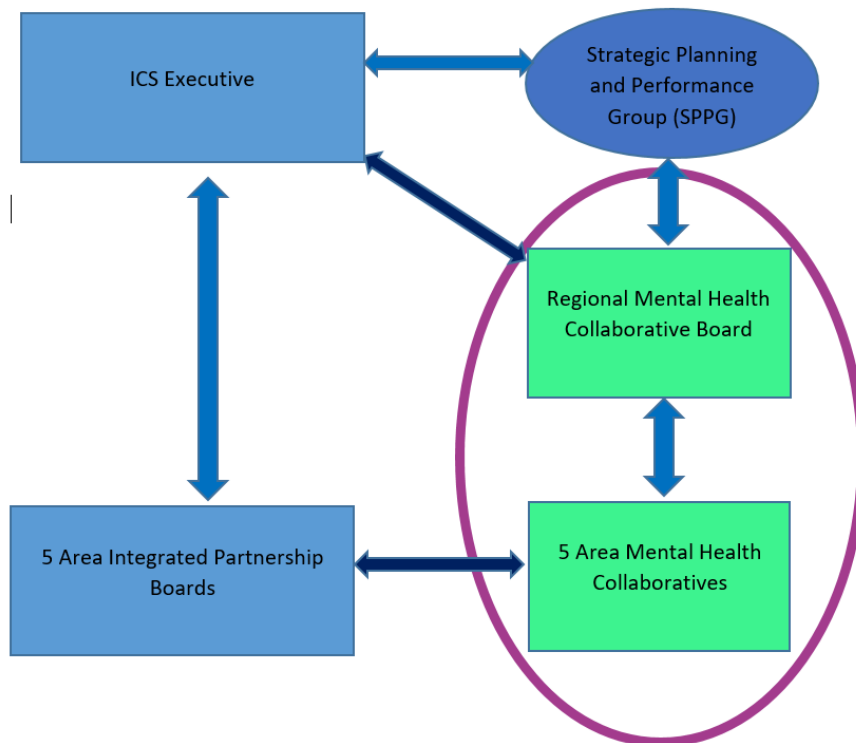 ICS Executive
Strategic Planning
and Performance
Group (SPPG)
Regional Mental Health
Collaborative Board
5 Area Integrated Partnership
Boards
5 Area Mental Health
Collaboratives